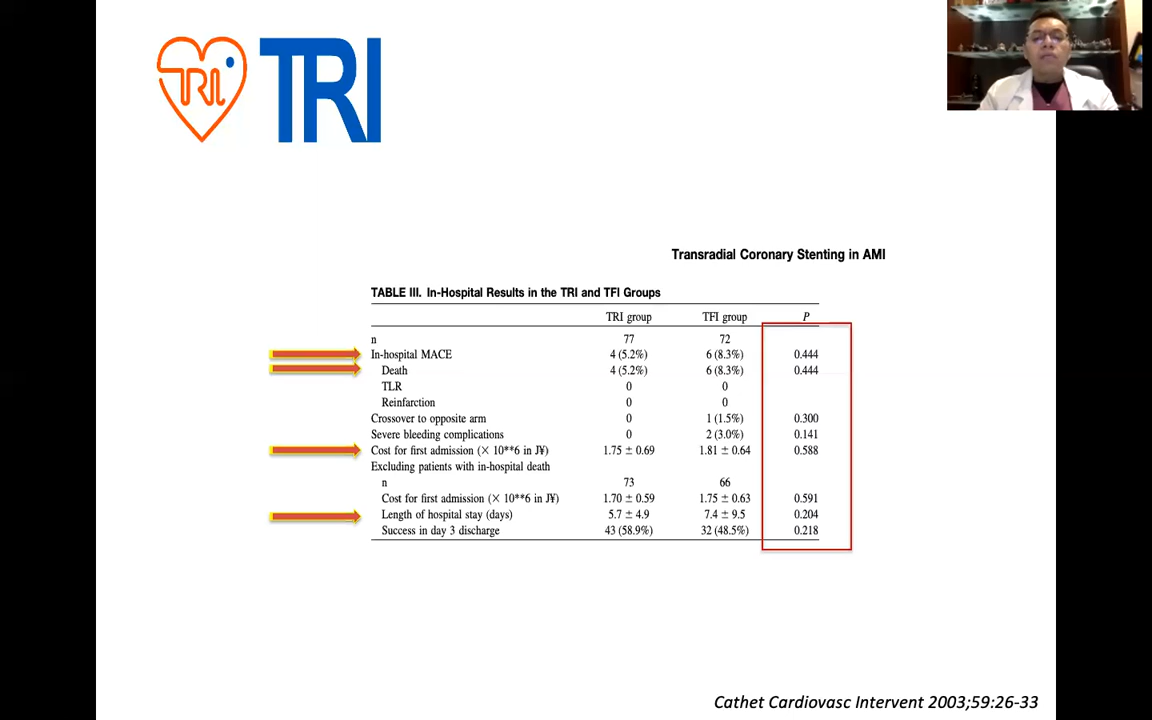 TRI TRI
Transradial Coronary Stenting in AMI
TABLE III. In-Hospital Results in the TRI and TFI Groups
TRI group TFI group P
n 77 72
In-hospital MACE 4 (5.2%) 6 (8.3%) 0.444
Death 4 (5.2%) 6 (8.3%) 0.444
TLR 0 0
Reinfarction 0 0
Crossover to opposite arm 0 1 (1.5%) 0.300
Severe bleeding complications 0 2 (3.0%) 0.141
Cost for first admission (× 10**6 in J¥) 1.75 ± 0.69 1.81 ± 0.64 0.588
Excluding patients with in-hospital death
n 73 66
Cost for first admission (× 10**6 in J¥) 1.70 ± 0.59 1.75 ± 0.63 0.591
Length of hospital stay (days) 5.7 ± 4.9 7.4 ± 9.5 0.204
Success in day 3 discharge 43 (58.9%) 32 (48.5%) 0.218
Cathet Cardiovasc Intervent 2003;59:26-33